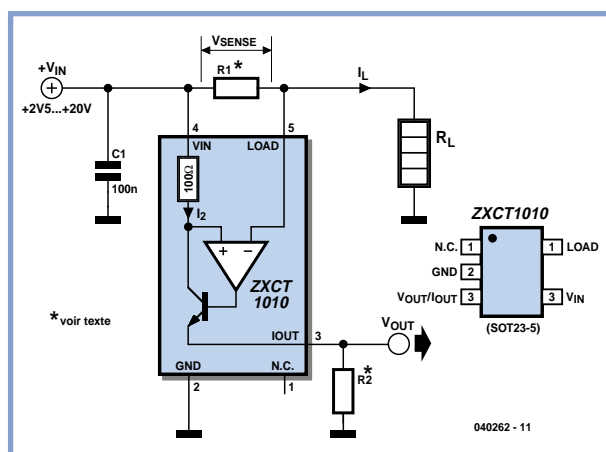 VSENSE
+VIN
R1*
IL
+2V5...+20V
4
5
VIN
LOAD
RL
C1
100n
100Ω
I2
ZXCT1010
N.C.
1
1
LOAD
GND
2
VOUT/IOUT
3
3
VIN
(SOT23-5)
+
–
ZXCT
1010
*voir texte
IOUT
3
VOUT
R2*
GND
N.C.
2
1
040262 - 11